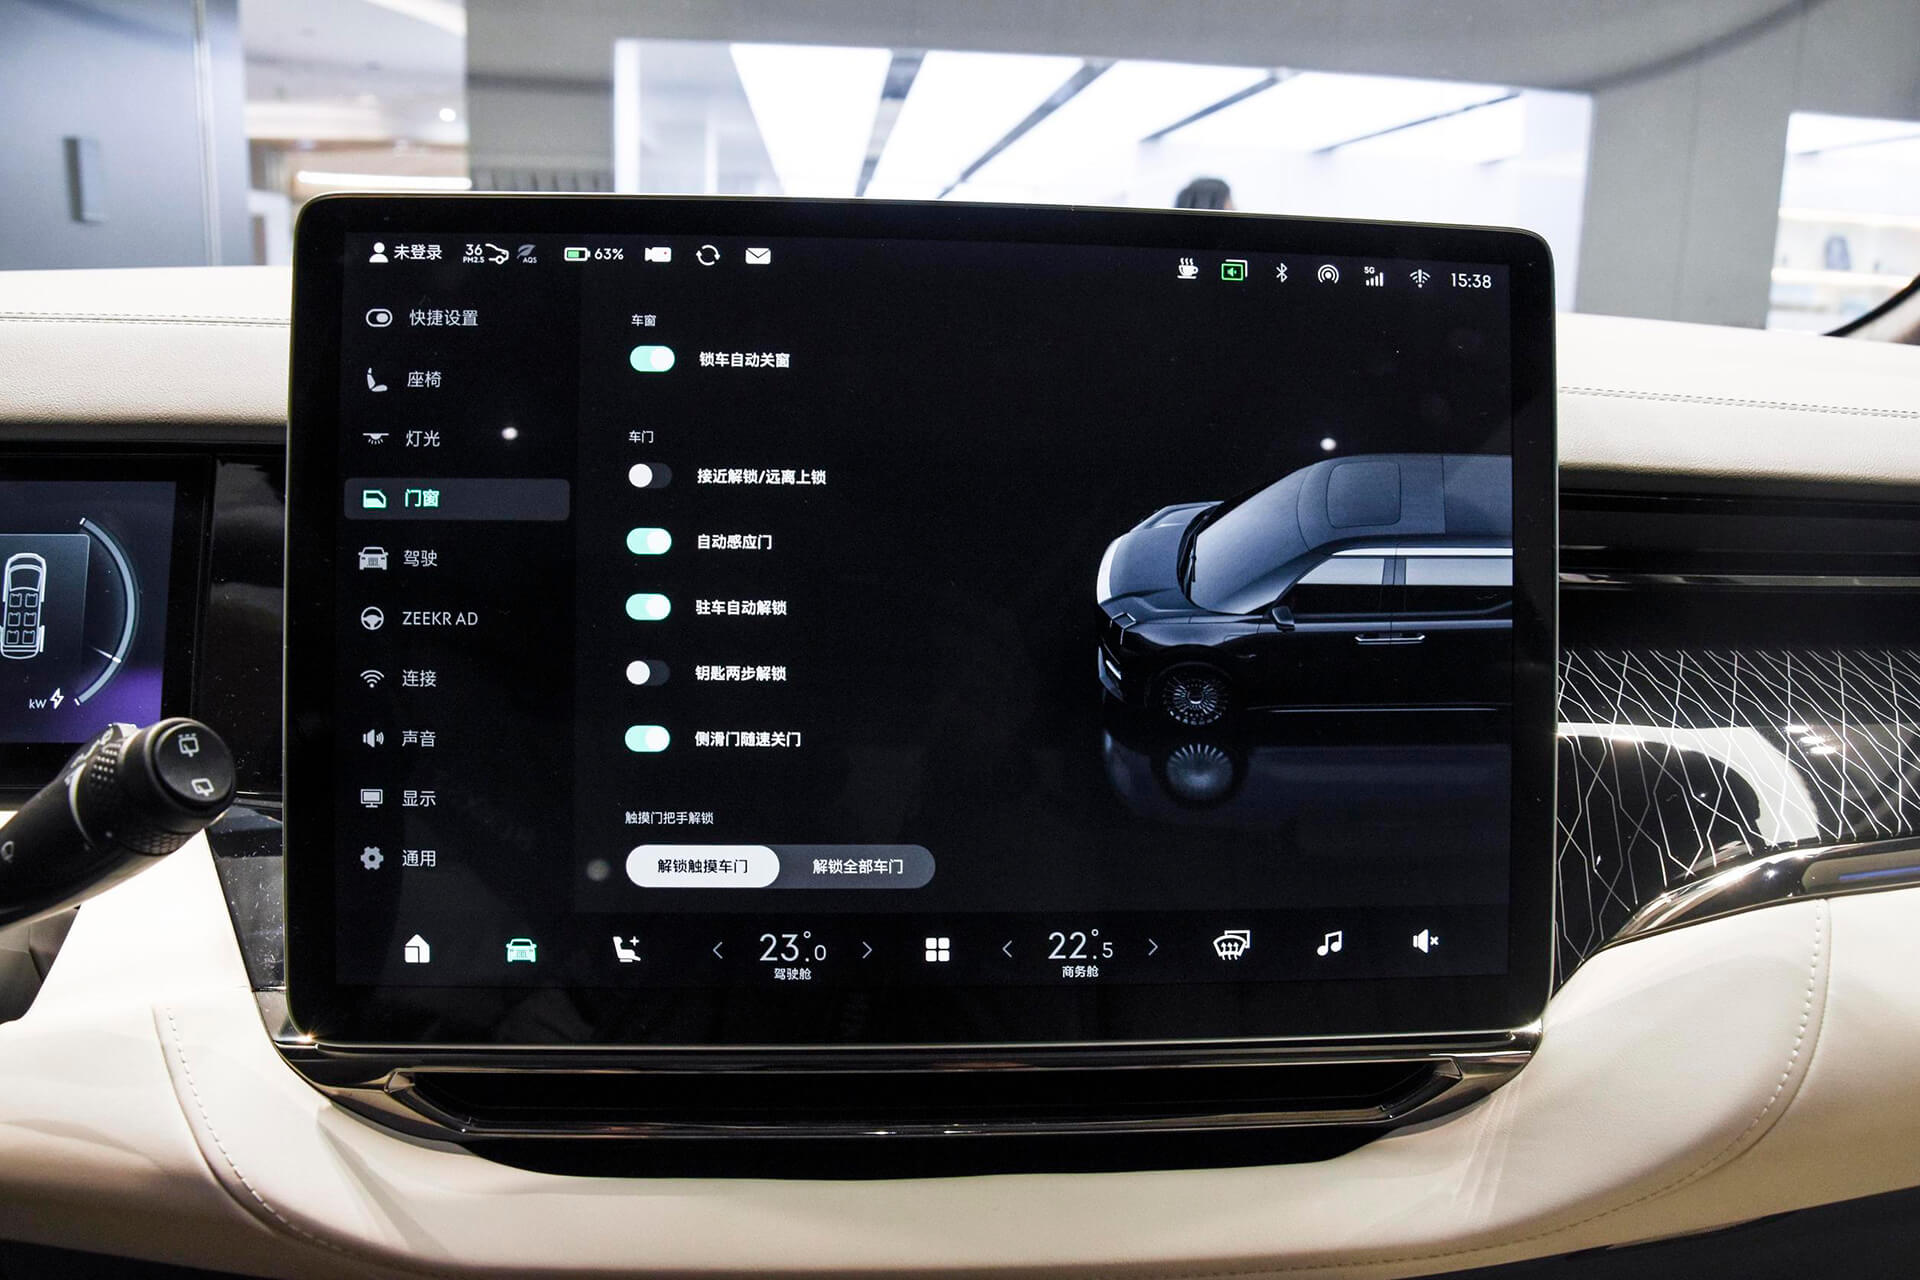 未登录 36 PM2.5 AQS 63% 5G 15:38
快捷设置
座椅
灯光
门窗
驾驶
ZEEKR AD
连接
声音
显示
通用
车窗
锁车自动关窗
车门
接近解锁/远离上锁
自动感应门
驻车自动解锁
钥匙两步解锁
侧滑门随速关门
触摸门把手解锁
解锁触摸车门 解锁全部车门
23.0 22.5
驾驶舱 商务舱
kW